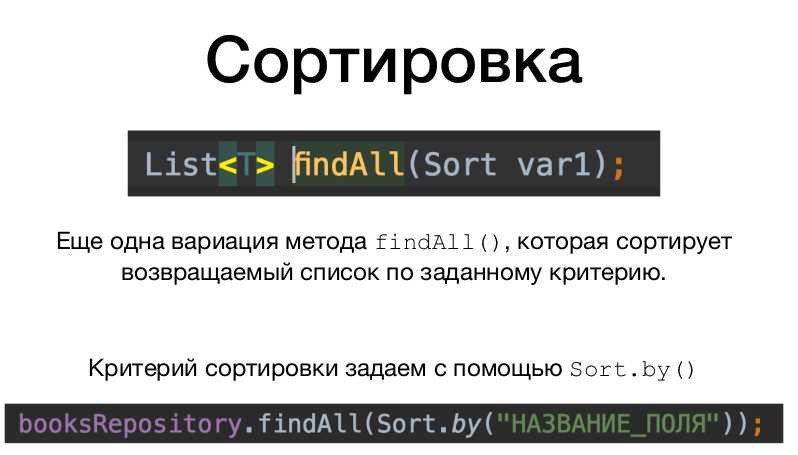 Сортировка
List<T> findAll(Sort var1);
Еще одна вариация метода findAll(), которая сортирует
возвращаемый список по заданному критерию.
Критерий сортировки задаем с помощью Sort.by()
booksRepository.findAll(Sort.by("НАЗВАНИЕ_ПОЛЯ"));